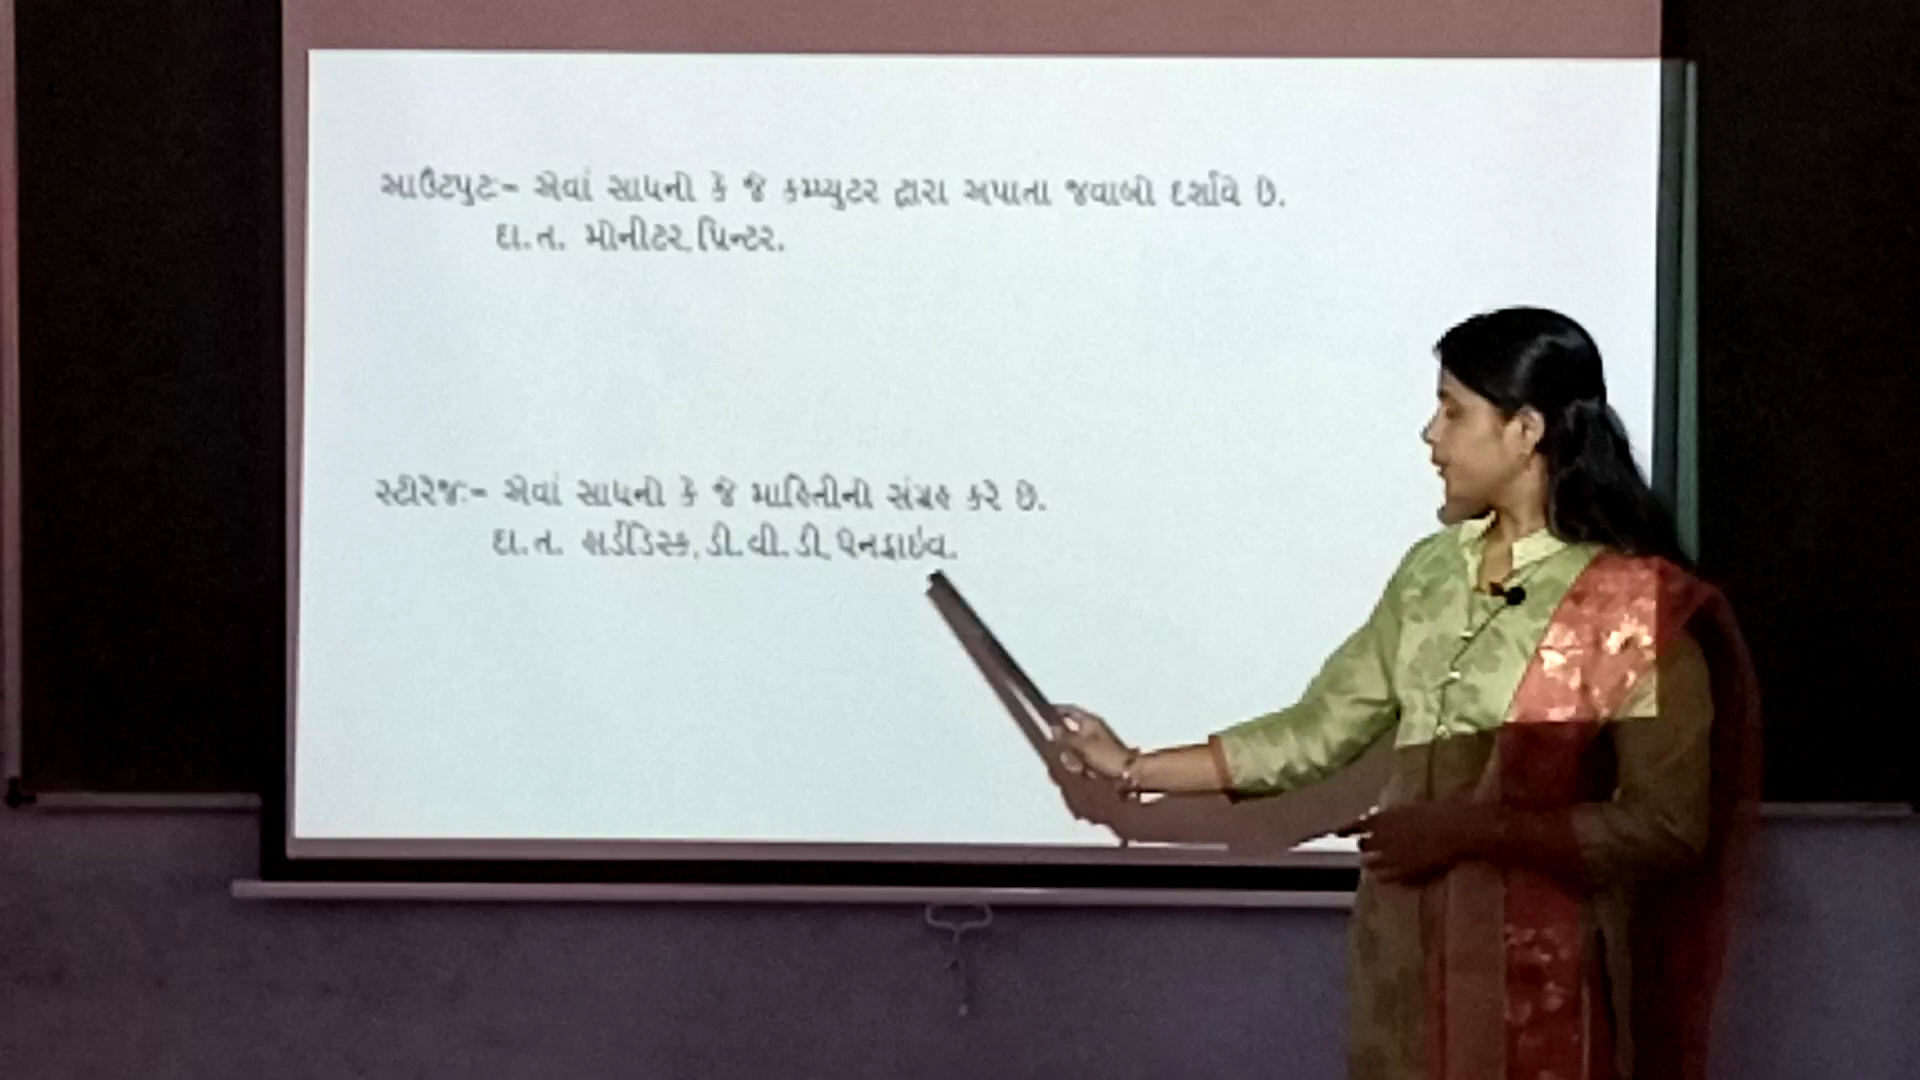 આઉટપુટ:- એવાં સાધનો કે જે કમ્પ્યુટર દ્વારા અપાતા જવાબો દર્શાવે છે.
દા.ત. મોનીટર,પ્રિન્ટર.
સ્ટોરેજ:- એવાં સાધનો કે જે માહિતીનો સંગ્રહ કરે છે.
દા.ત. હાર્ડડિસ્ક,ડી.વી.ડી,પેનડ્રાઇવ.